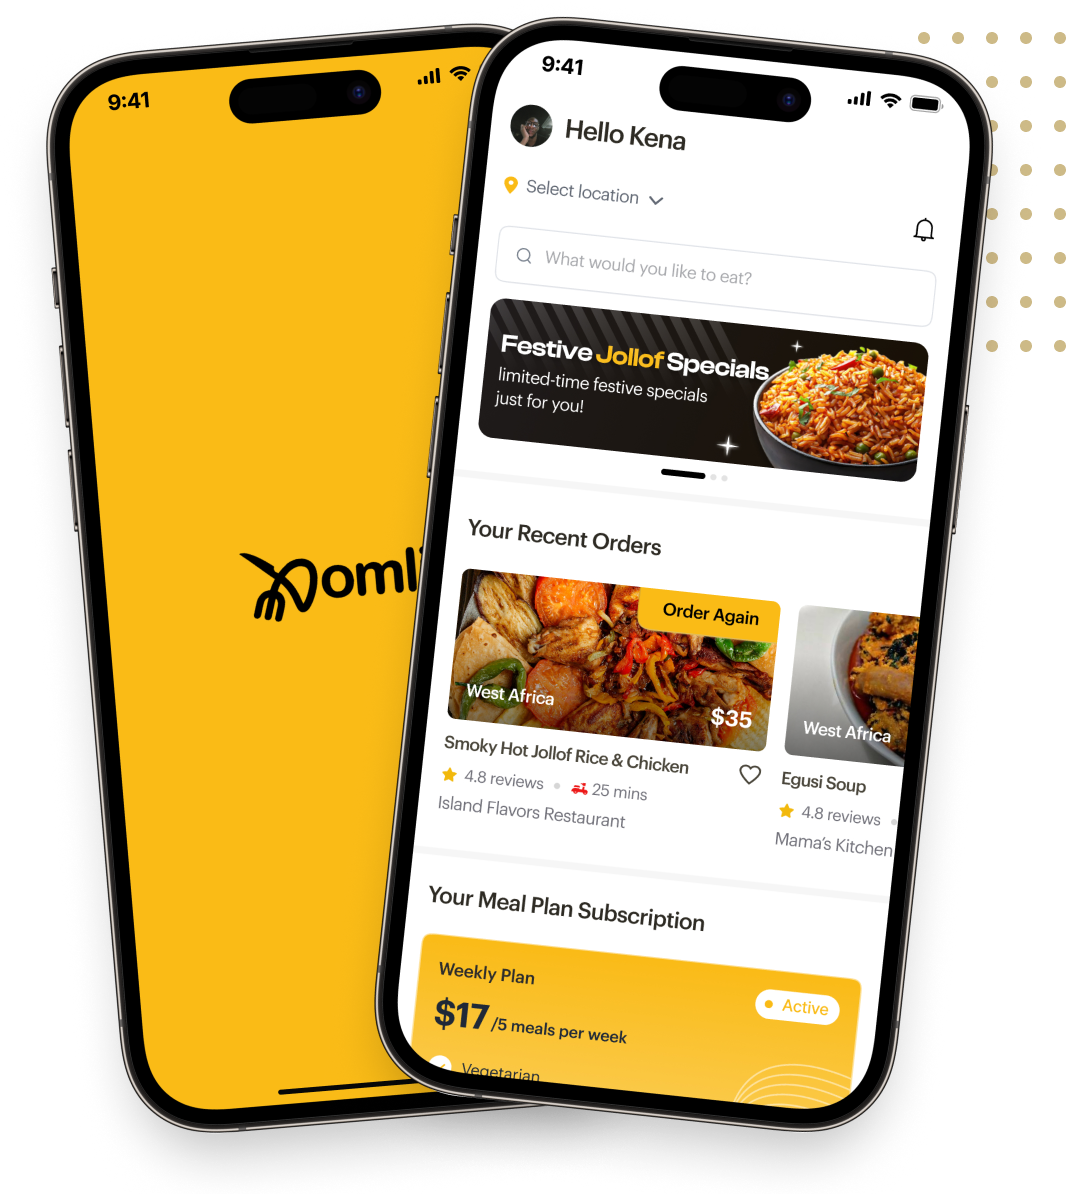 9:41
omli
9:41
Hello Kena
Select location
What would you like to eat?
Festive Jollof Specials
limited-time festive specials
just for you!
Your Recent Orders
Order Again
West Africa
$35
Smoky Hot Jollof Rice & Chicken
4.8 reviews • 25 mins
Island Flavors Restaurant
West Africa
Egusi Soup
4.8 reviews •
Mama's Kitchen
Your Meal Plan Subscription
Weekly Plan
Active
$17 /5 meals per week
Vegetarian